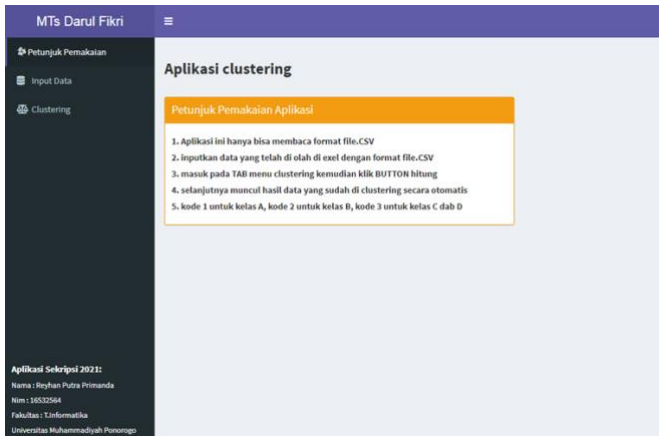 MTs Darul Fikri
Petunjuk Pemakaian
Input Data
Clustering
Aplikasi clustering
Petunjuk Pemakaian Aplikasi
1. Aplikasi ini hanya bisa membaca format file.CSV
2. inputkan data yang telah di olah di exel dengan format file.CSV
3. masuk pada TAB menu clustering kemudian klik BUTTON hitung
4. selanjutnya muncul hasil data yang sudah di clustering secara otomatis
5. kode 1 untuk kelas A, kode 2 untuk kelas B, kode 3 untuk kelas C dab D
Aplikasi Sekripsi 2021:
Nama : Reyhan Putra Primanda
Nim : 16532564
Fakultas : T.Informatika
Universitas Muhammadiyah Ponorogo